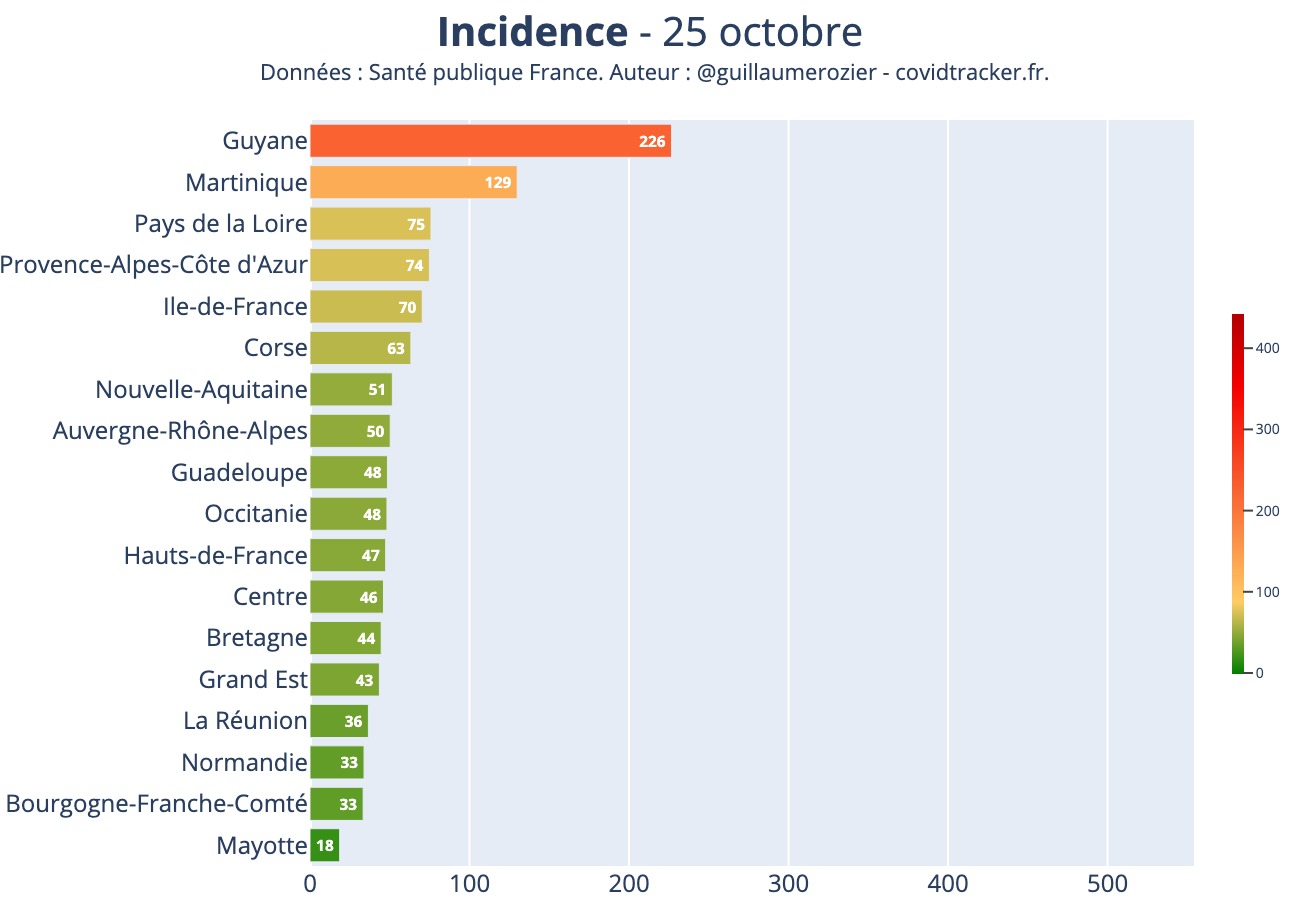 Incidence - 25 octobre
Données : Santé publique France. Auteur : @guillaumerozier - covidtracker.fr.
Guyane 226
Martinique 129
Pays de la Loire 75
Provence-Alpes-Côte d'Azur 74
Ile-de-France 70
Corse 63
Nouvelle-Aquitaine 51
Auvergne-Rhône-Alpes 50
Guadeloupe 48
Occitanie 48
Hauts-de-France 47
Centre 46
Bretagne 44
Grand Est 43
La Réunion 36
Normandie 33
Bourgogne-Franche-Comté 33
Mayotte 18
0 100 200 300 400 500
400
300
200
100
0